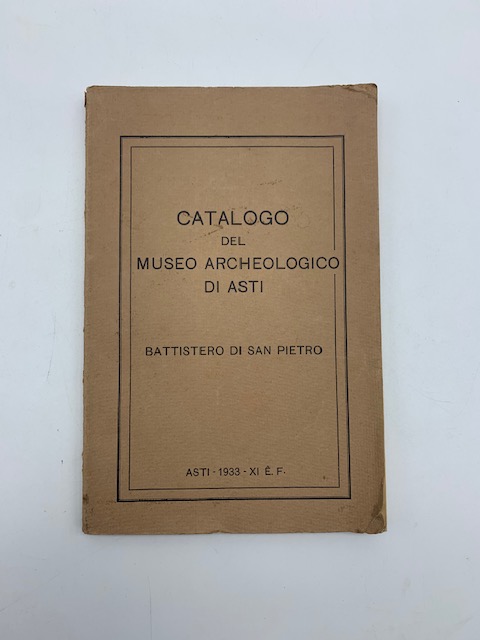 CATALOGO
DEL
MUSEO ARCHEOLOGICO
DI ASTI
BATTISTERO DI SAN PIETRO
ASTI - 1933 - XI É. F.